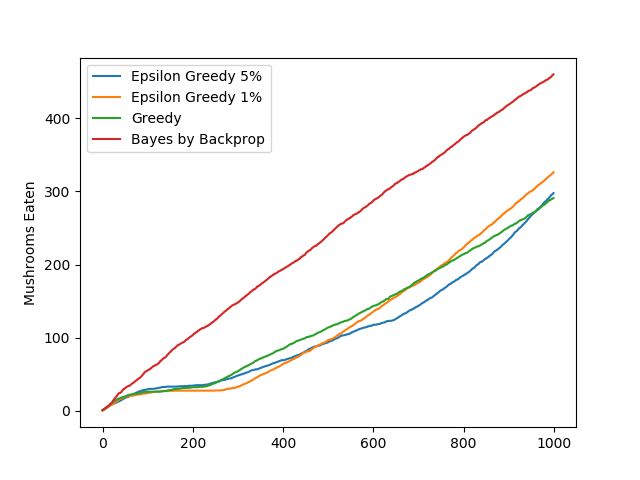 Epsilon Greedy 5%
Epsilon Greedy 1%
Greedy
Bayes by Backprop
Mushrooms Eaten
400
300
200
100
0
0 200 400 600 800 1000